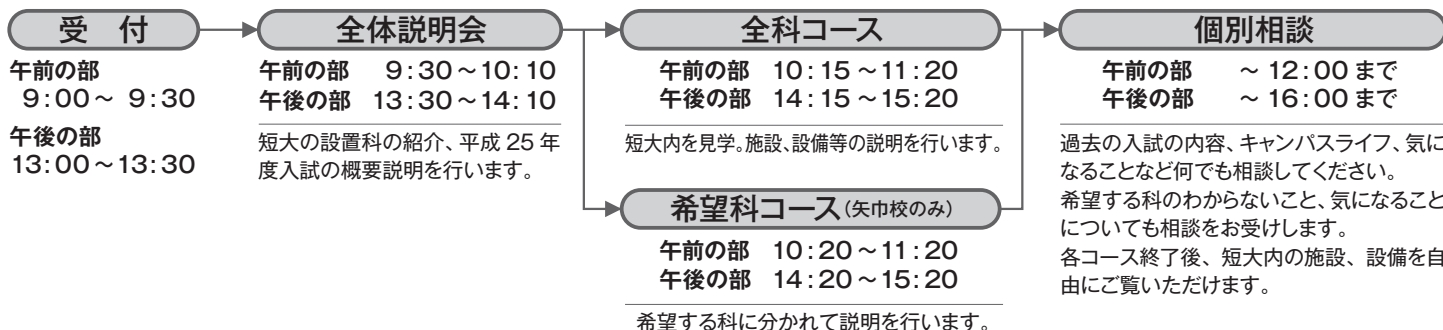 受　付
午前の部
9:00～ 9:30
午後の部
13:00～13:30
全体説明会
午前の部　9:30～10:10
午後の部　13:30～14:10
短大の設置科の紹介、平成 25 年
度入試の概要説明を行います。
全科コース
午前の部　10:15～11:20
午後の部　14:15～15:20
短大内を見学。施設、設備等の説明を行います。
希望科コース（矢巾校のみ）
午前の部　10:20～11:20
午後の部　14:20～15:20
希望する科に分かれて説明を行います。
個別相談
午前の部　～ 12:00 まで
午後の部　～ 16:00 まで
過去の入試の内容、キャンパスライフ、気に
なることなど何でも相談してください。
希望する科のわからないこと、気になること
についても相談をお受けします。
各コース終了後、短大内の施設、設備を自
由にご覧いただけます。